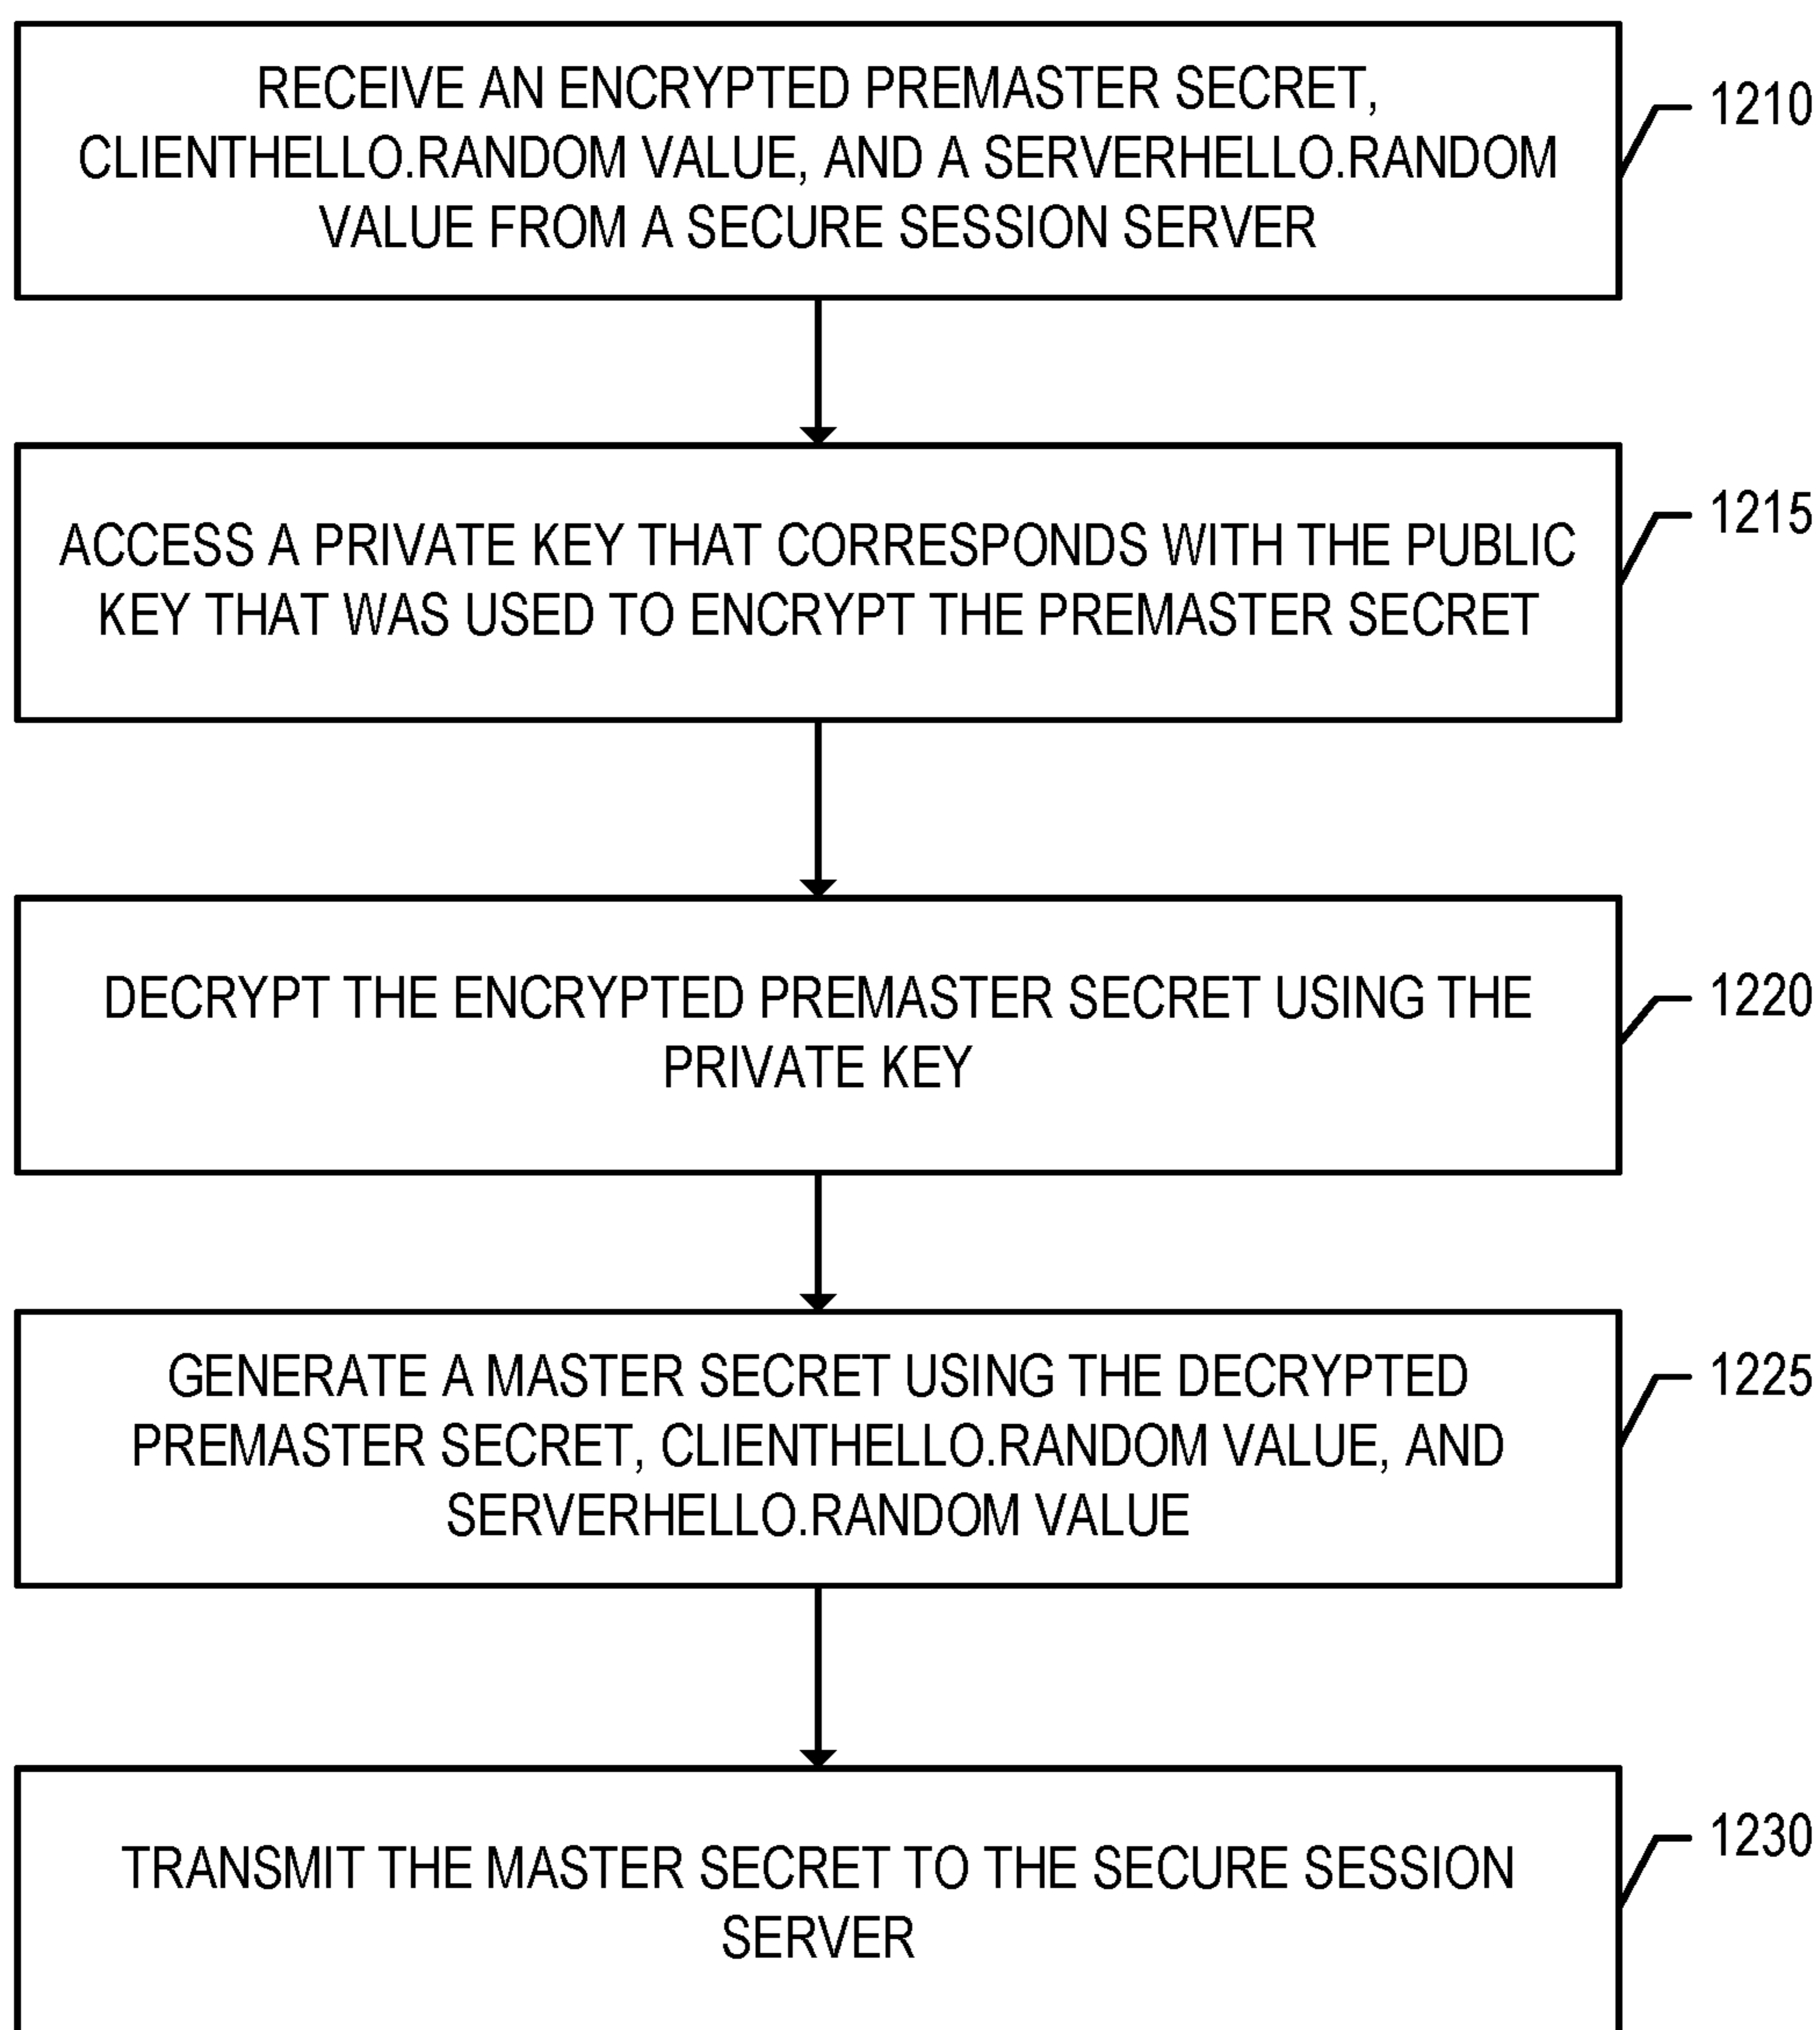 RECEIVE AN ENCRYPTED PREMASTER SECRET,
CLIENTHELLO.RANDOM VALUE, AND A SERVERHELLO.RANDOM
VALUE FROM A SECURE SESSION SERVER
1210
ACCESS A PRIVATE KEY THAT CORRESPONDS WITH THE PUBLIC
KEY THAT WAS USED TO ENCRYPT THE PREMASTER SECRET
1215
DECRYPT THE ENCRYPTED PREMASTER SECRET USING THE
PRIVATE KEY
1220
GENERATE A MASTER SECRET USING THE DECRYPTED
PREMASTER SECRET, CLIENTHELLO.RANDOM VALUE, AND
SERVERHELLO.RANDOM VALUE
1225
TRANSMIT THE MASTER SECRET TO THE SECURE SESSION
SERVER
1230